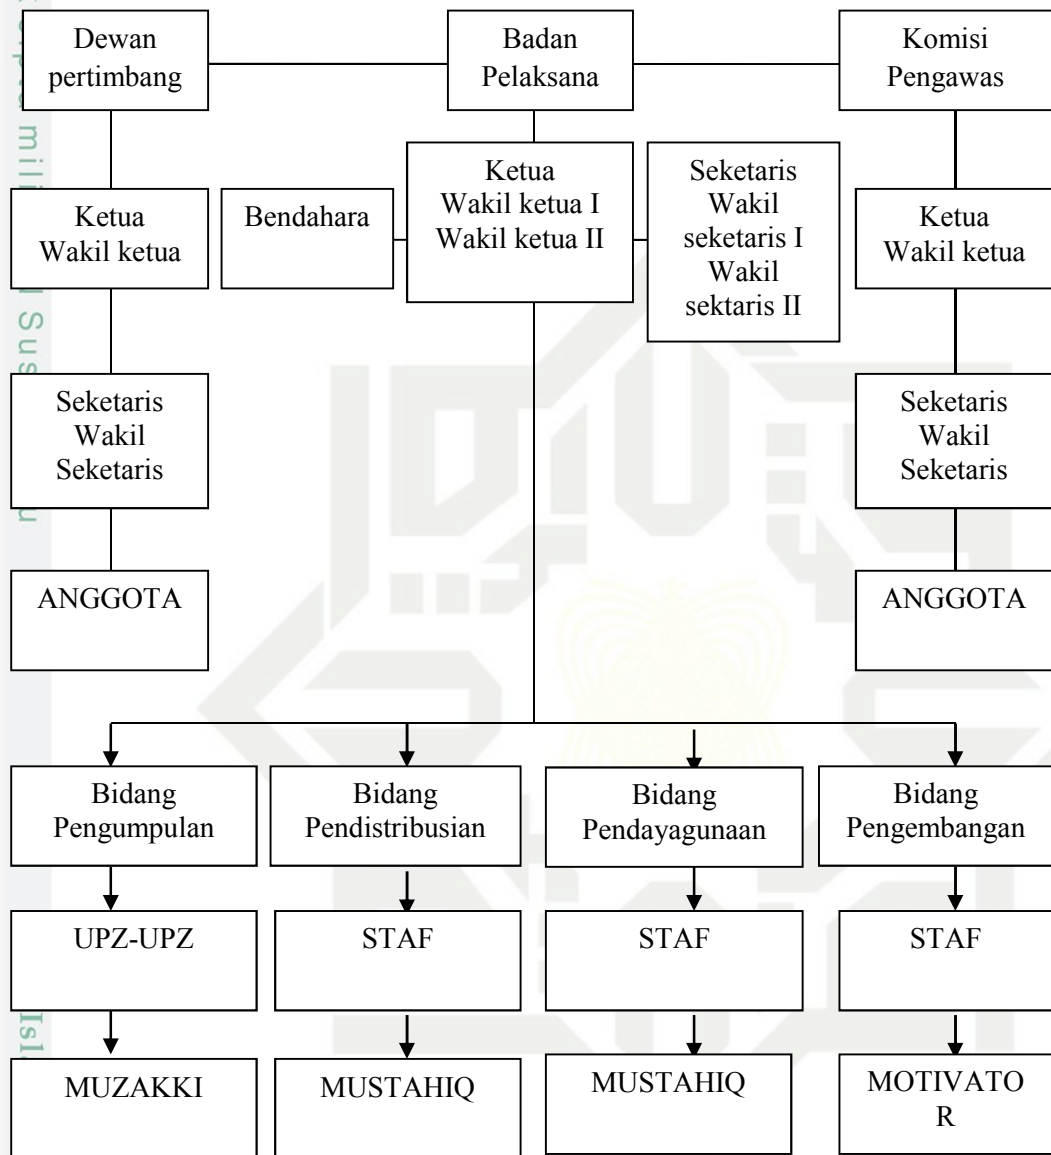 Dewan
pertimbang
Badan
Pelaksana
Komisi
Pengawas
Ketua
Wakil ketua
Bendahara
Ketua
Wakil ketua I
Wakil ketua II
Seketaris
Wakil
seketaris I
Wakil
sektaris II
Ketua
Wakil ketua
Seketaris
Wakil
Seketaris
Seketaris
Wakil
Seketaris
ANGGOTA
ANGGOTA
Bidang
Pengumpulan
Bidang
Pendistribusian
Bidang
Pendayagunaan
Bidang
Pengembangan
UPZ-UPZ
STAF
STAF
STAF
MUZAKKI
MUSTAHIQ
MUSTAHIQ
MOTIVATO
R